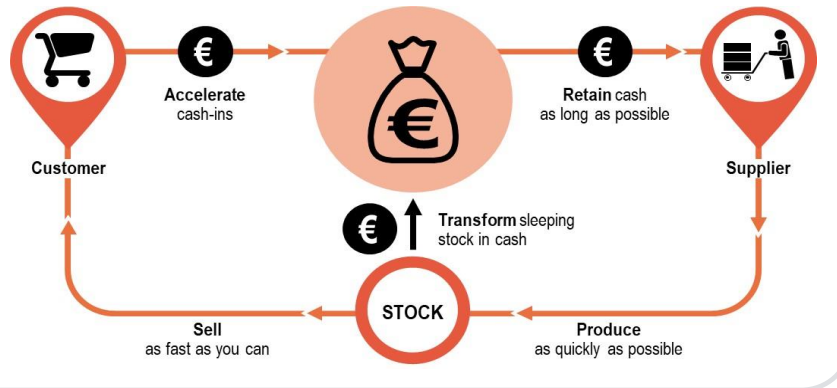 €
€
€
Accelerate
cash-ins
Retain cash
as long as possible
Customer
Supplier
€
Transform sleeping
stock in cash
STOCK
Sell
as fast as you can
Produce
as quickly as possible